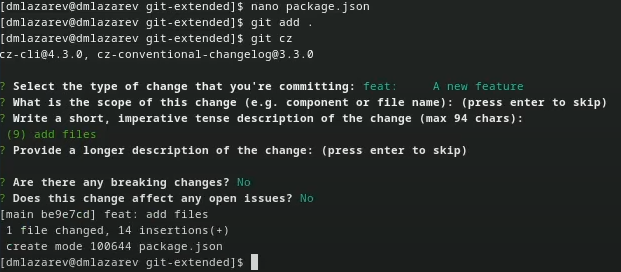 [dmlazarev@dmlazarev git-extended]$ nano package.json
[dmlazarev@dmlazarev git-extended]$ git add .
[dmlazarev@dmlazarev git-extended]$ git cz
cz-cli@4.3.0, cz-conventional-changelog@3.3.0
? Select the type of change that you're committing: feat:     A new feature
? What is the scope of this change (e.g. component or file name): (press enter to skip)
? Write a short, imperative tense description of the change (max 94 chars):
(9) add files
? Provide a longer description of the change: (press enter to skip)
? Are there any breaking changes? No
? Does this change affect any open issues? No
[main be9e7cd] feat: add files
1 file changed, 14 insertions(+)
create mode 100644 package.json
[dmlazarev@dmlazarev git-extended]$